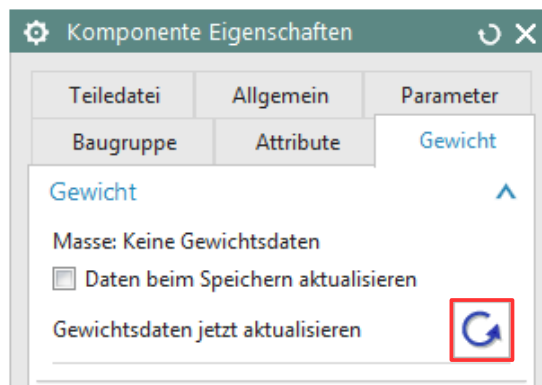 Komponente Eigenschaften
Teiledatei Allgemein Parameter
Baugruppe Attribute Gewicht
Gewicht
Masse: Keine Gewichtsdaten
Daten beim Speichern aktualisieren
Gewichtsdaten jetzt aktualisieren